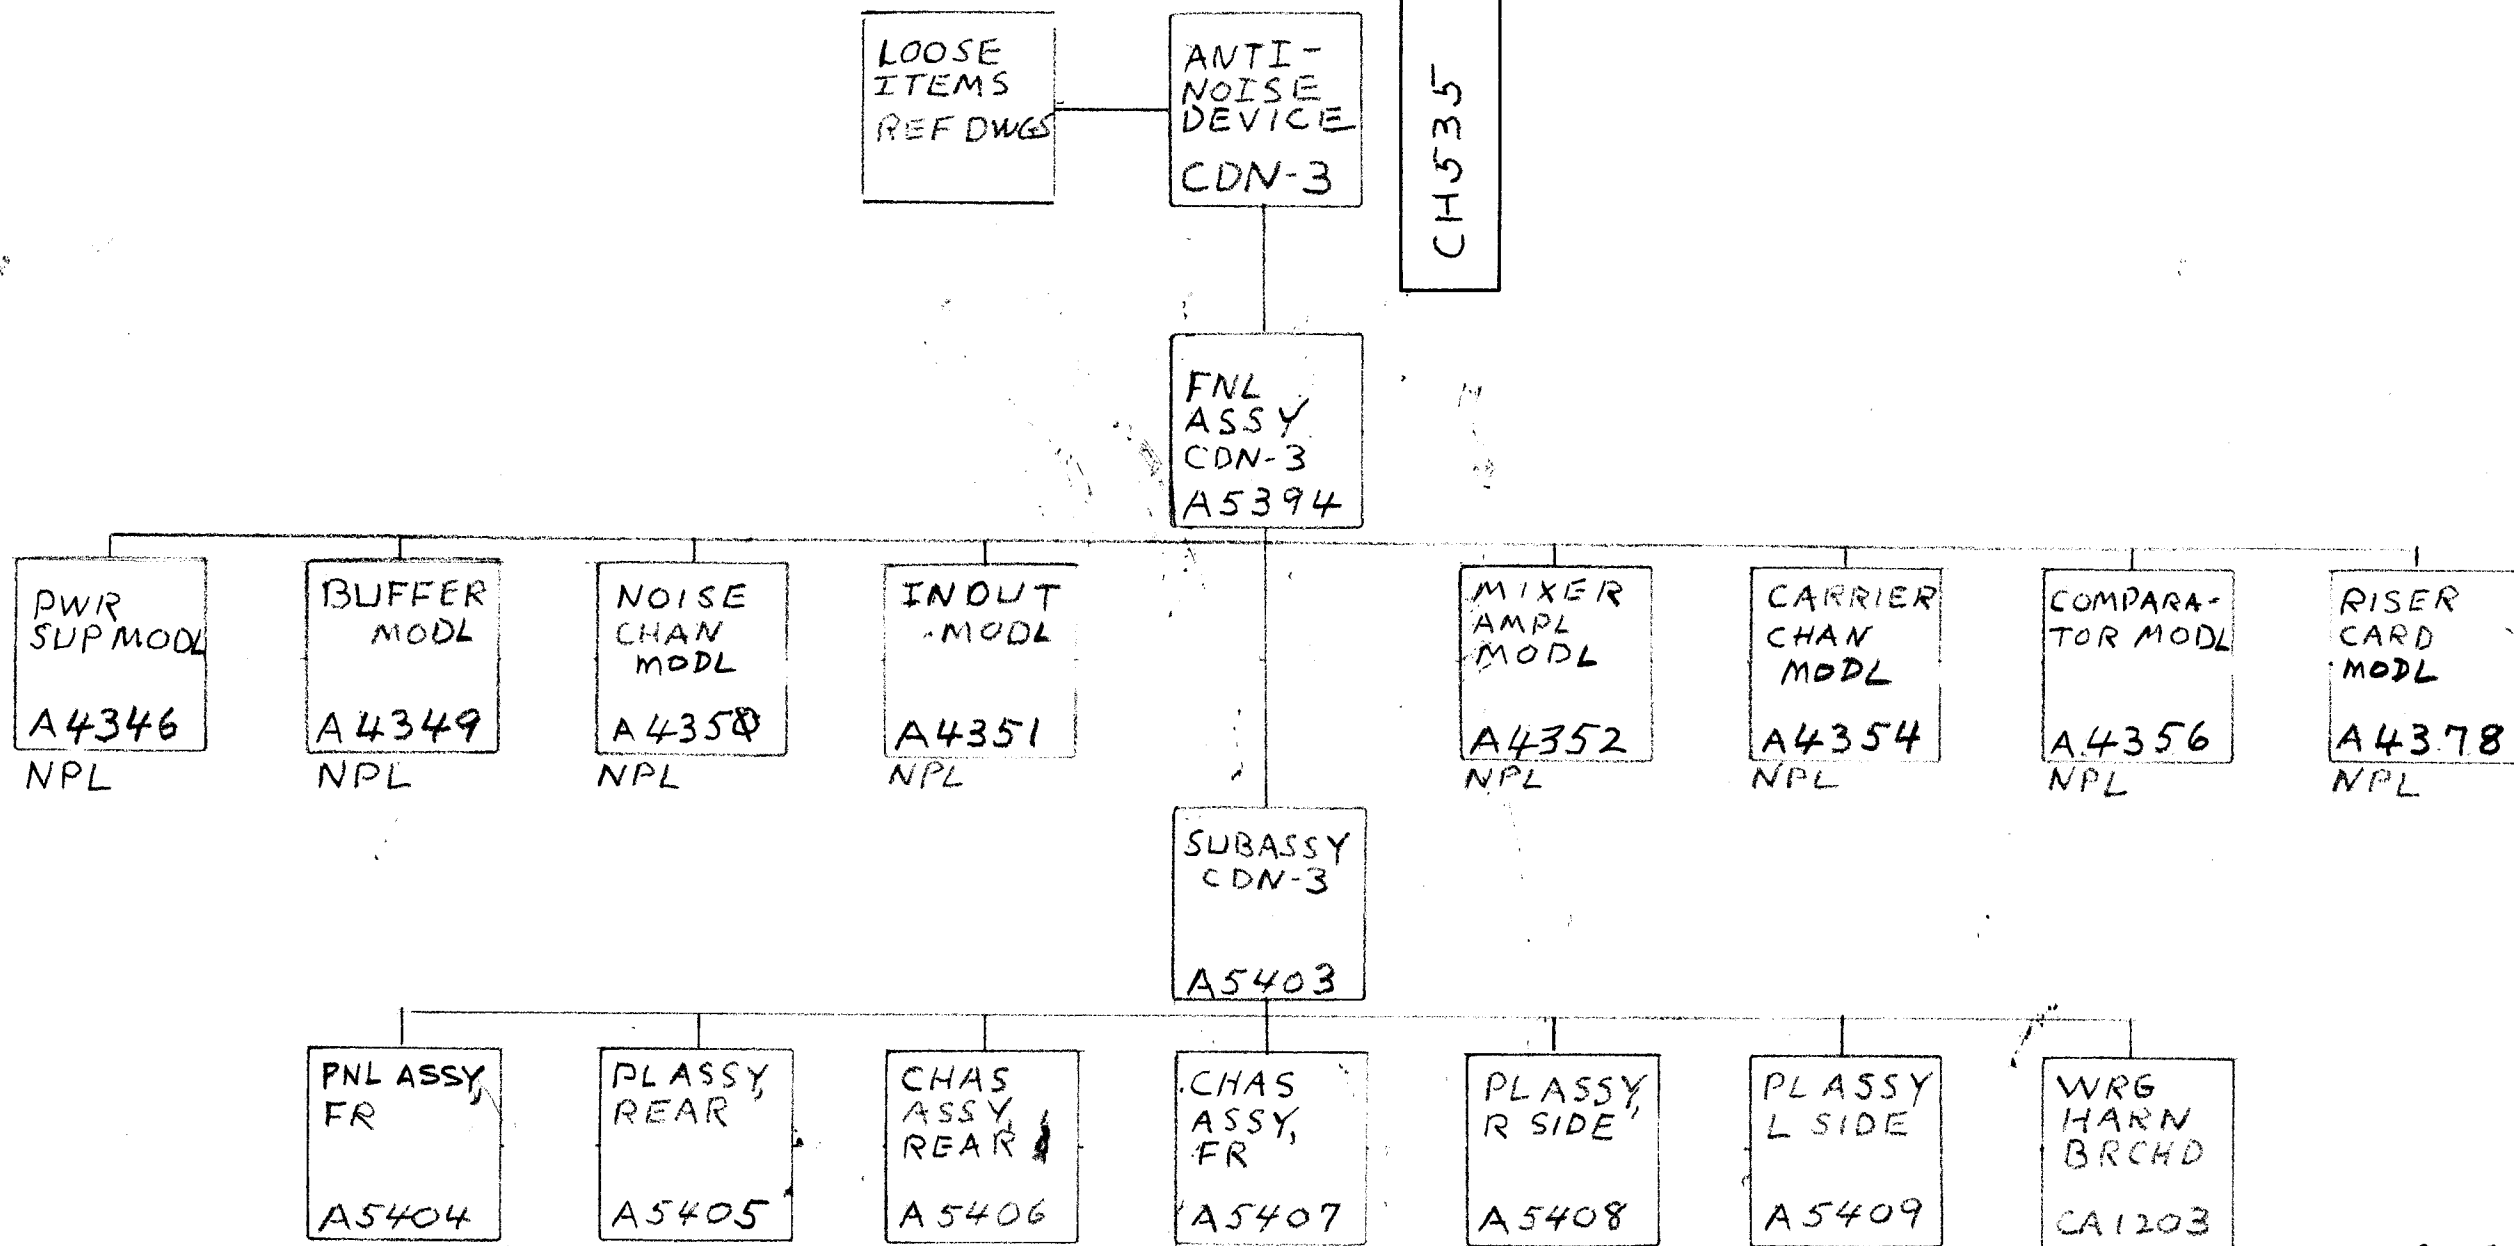 LOOSE
ITEMS
REF DWGS
ANTI-
NOISE
DEVICE
CDN-3
CH535
FNL
ASSY
CDN-3
A5394
PWR
SUP MODL
A4346
NPL
BUFFER
MODL
A4349
NPL
NOISE
CHAN
MODL
A4350
NPL
INOUT
MODL
A4351
NPL
MIXER
AMPL
MODL
A4352
NPL
CARRIER
CHAN
MODL
A4354
NPL
COMPARA-
TOR MODL
A4356
NPL
RISER
CARD
MODL
A4378
NPL
SUBASSY
CDN-3
A5403
PNL ASSY,
FR
A5404
PL ASSY,
REAR
A5405
CHAS
ASSY,
REAR
A5406
CHAS
ASSY,
FR
A5407
PL ASSY,
R SIDE
A5408
PL ASSY
L SIDE
A5409
WRG
HARN
BRCHD
CA1203